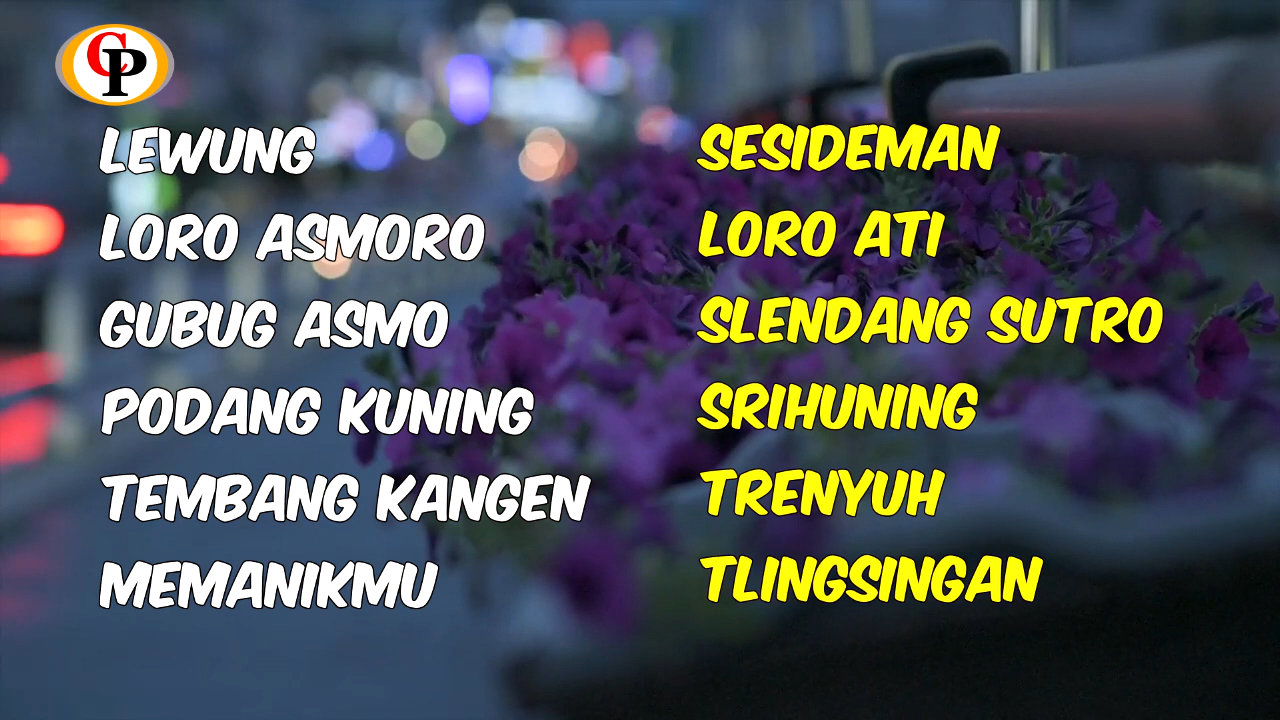 CP
LEWUNG
LORO ASMORO
GUBUG ASMO
PODANG KUNING
TEMBANG KANGEN
MEMANIKMU
SESIDEMAN
LORO ATI
SLENDANG SUTRO
SRIHUNING
TRENYUH
TLINGSINGAN